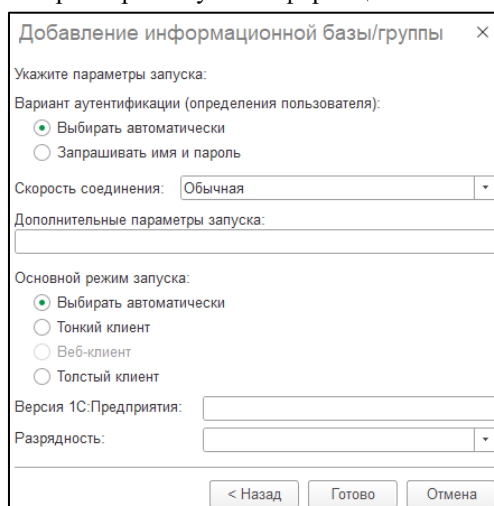 Добавление информационной базы/группы ×
Укажите параметры запуска:
Вариант аутентификации (определения пользователя):
Выбирать автоматически
Запрашивать имя и пароль
Скорость соединения: Обычная
Дополнительные параметры запуска:
Основной режим запуска:
Выбирать автоматически
Тонкий клиент
Веб-клиент
Толстый клиент
Версия 1С:Предприятия:
Разрядность:
< Назад Готово Отмена